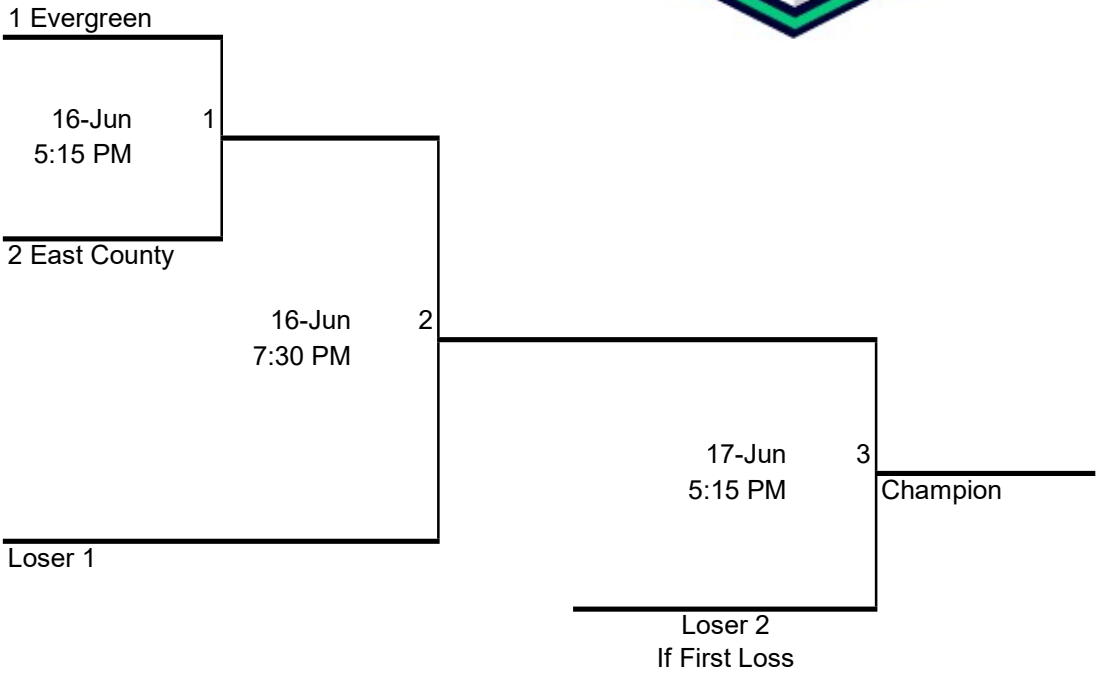 1 Evergreen
16-Jun 1
5:15 PM
2 East County
16-Jun 2
7:30 PM
17-Jun 3
5:15 PM
Champion
Loser 1
Loser 2
If First Loss